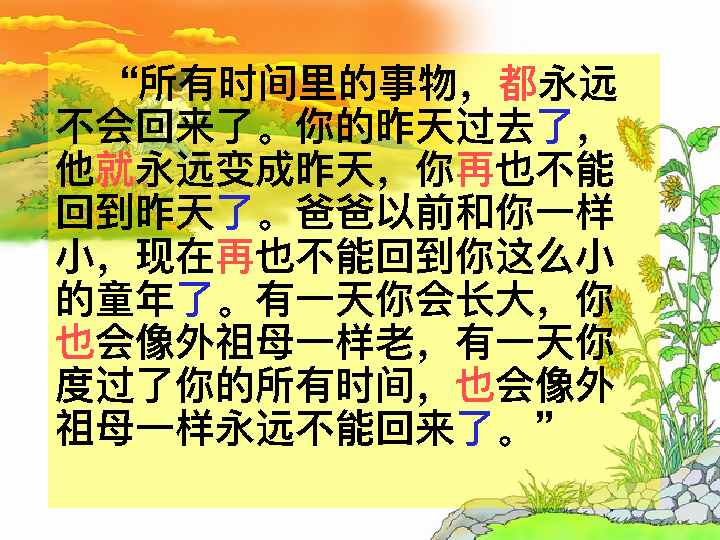 “所有时间里的事物，都永远
不会回来了。你的昨天过去了，
他就永远变成昨天，你再也不能
回到昨天了。爸爸以前和你一样
小，现在再也不能回到你这么小
的童年了。有一天你会长大，你
也会像外祖母一样老，有一天你
度过了你的所有时间，也会像外
祖母一样永远不能回来了。”